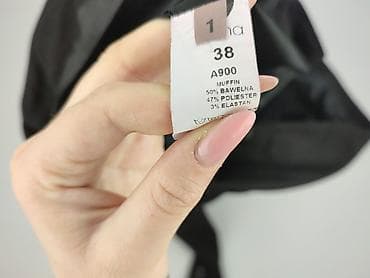 1
38
A900
MUFFIN
50% BAWEŁNA
47% POLIESTER
3% ELASTAN